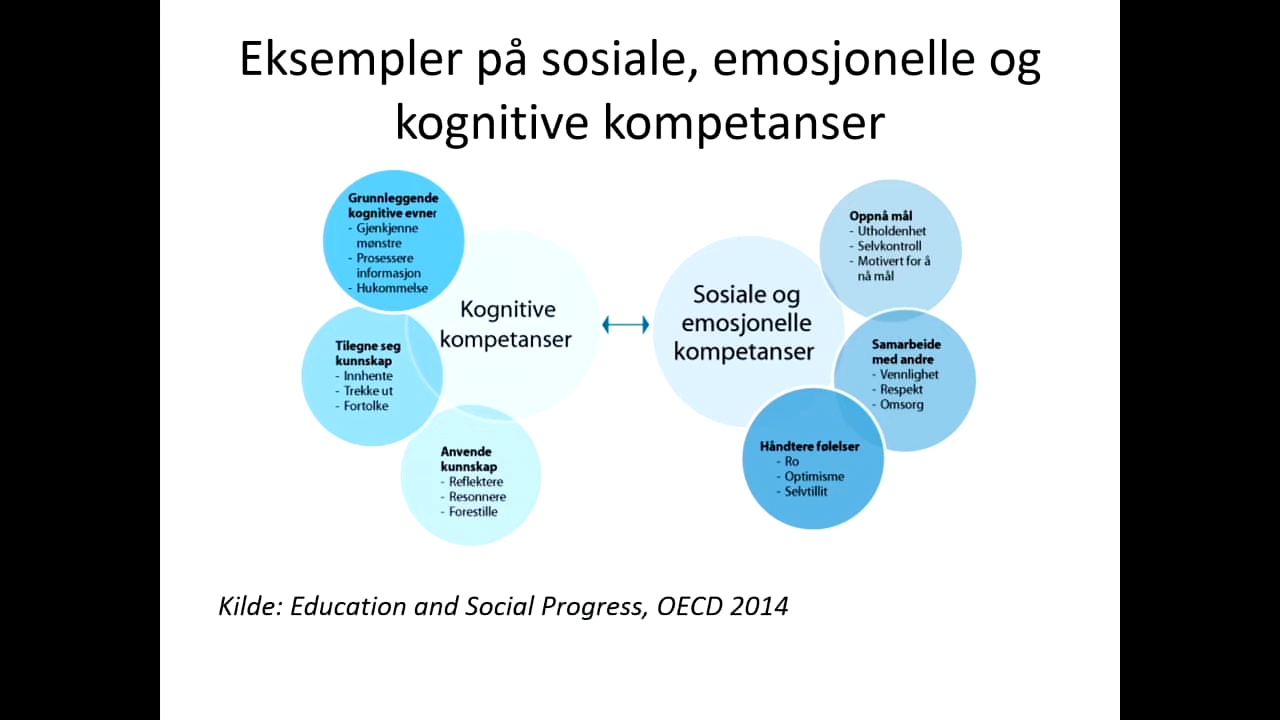 Eksempler på sosiale, emosjonelle og
kognitive kompetanser
Grunnleggende
kognitive evner
- Gjenkjenne
mønstre
- Prosessere
informasjon
- Hukommelse
Kognitive
kompetanser
Tilegne seg
kunnskap
- Innhente
- Trekke ut
- Fortolke
Anvende
kunnskap
- Reflektere
- Resonnere
- Forestille
Sosiale og
emosjonelle
kompetanser
Oppnå mål
- Utholdenhet
- Selvkontroll
- Motivert for å
nå mål
Samarbeide
med andre
- Vennlighet
- Respekt
- Omsorg
Håndtere følelser
- Ro
- Optimisme
- Selvtillit
Kilde: Education and Social Progress, OECD 2014